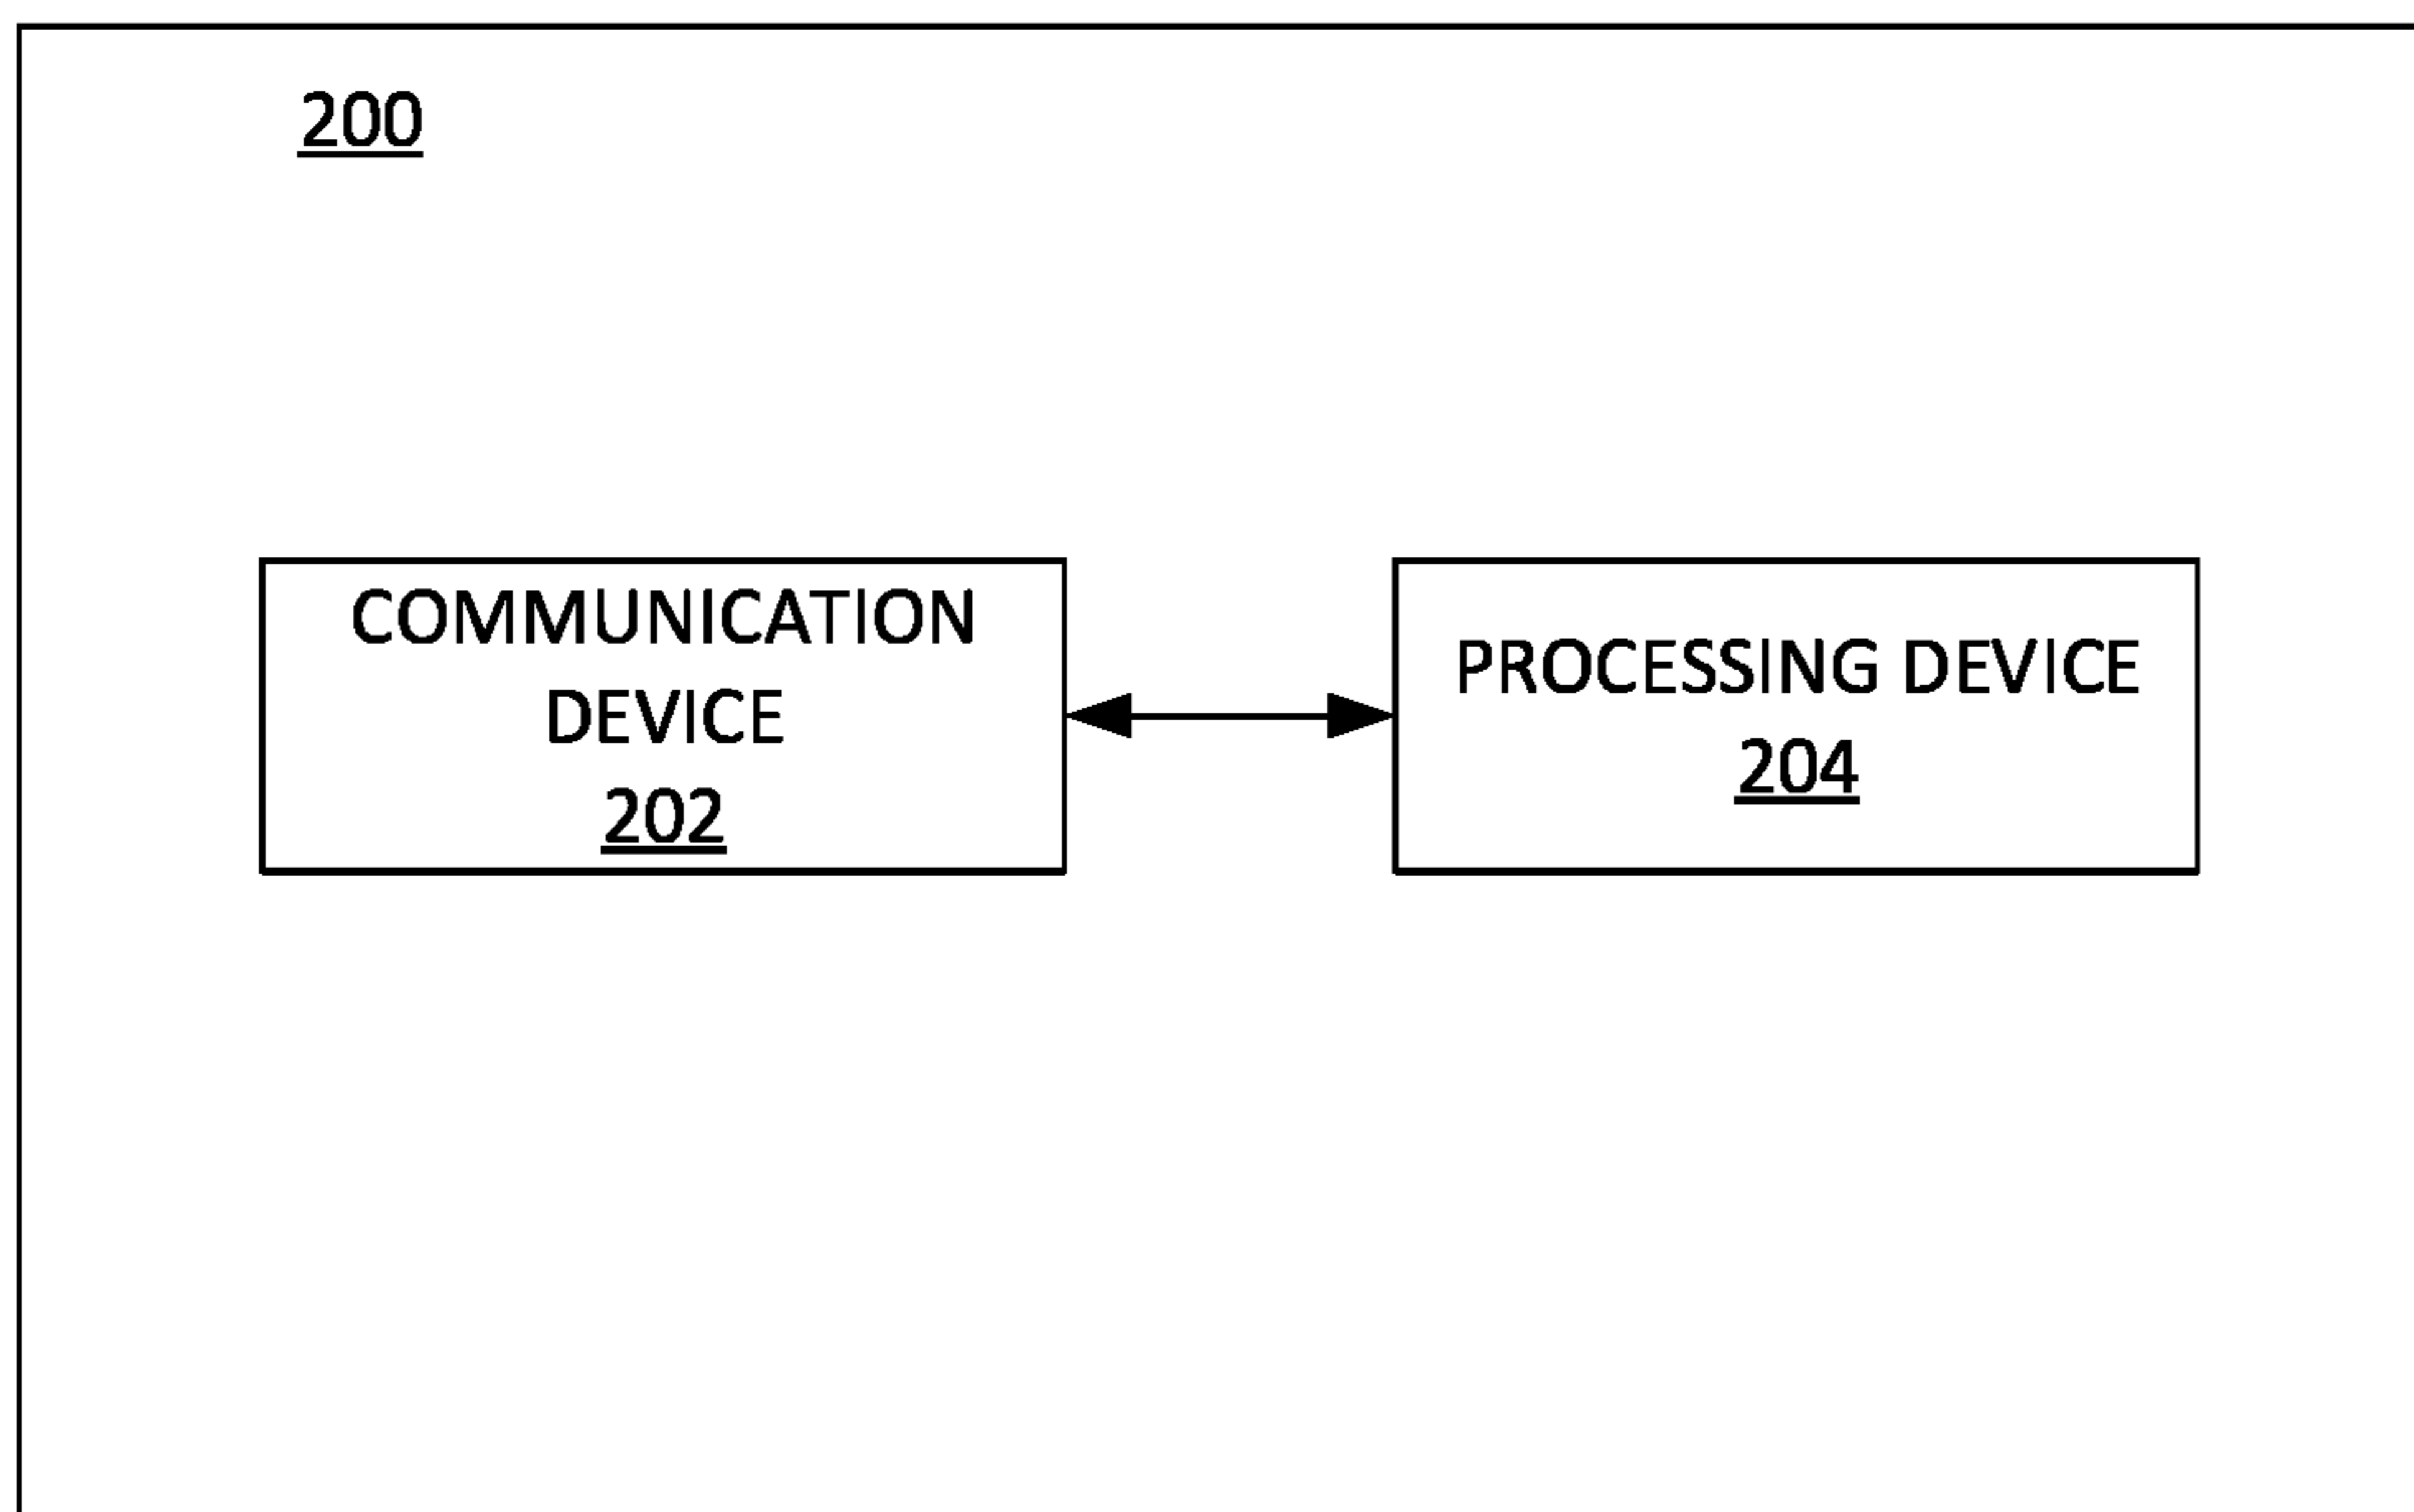 200
COMMUNICATION
DEVICE
202
PROCESSING DEVICE
204